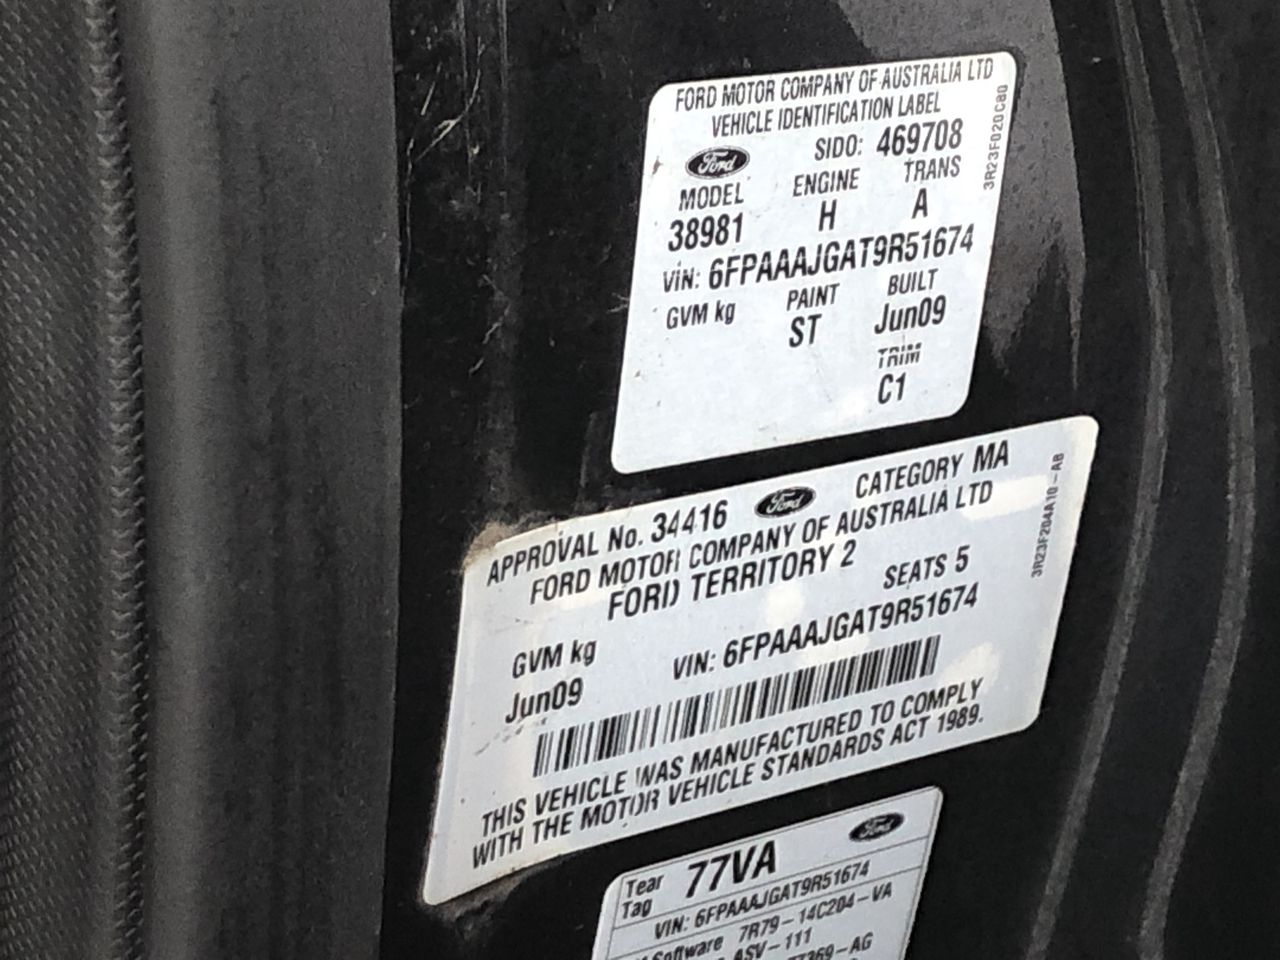 FORD MOTOR COMPANY OF AUSTRALIA LTD
VEHICLE IDENTIFICATION LABEL
Ford SIDO: 469708
MODEL ENGINE TRANS
38981 H A
VIN: 6FPAAAJGAT9R51674
GVM kg PAINT BUILT
ST Jun09
TRIM
C1
3R23F020CB0
APPROVAL No. 34416 Ford CATEGORY MA
FORD MOTOR COMPANY OF AUSTRALIA LTD
FORD TERRITORY 2
SEATS 5
GVM kg VIN: 6FPAAAJGAT9R51674
Jun09
THIS VEHICLE WAS MANUFACTURED TO COMPLY
WITH THE MOTOR VEHICLE STANDARDS ACT 1989.
3R23F204A10-AB
Tear Tag 77VA Ford
VIN: 6FPAAAJGAT9R51674
Software 7R79-14C204-VA
ASV-111